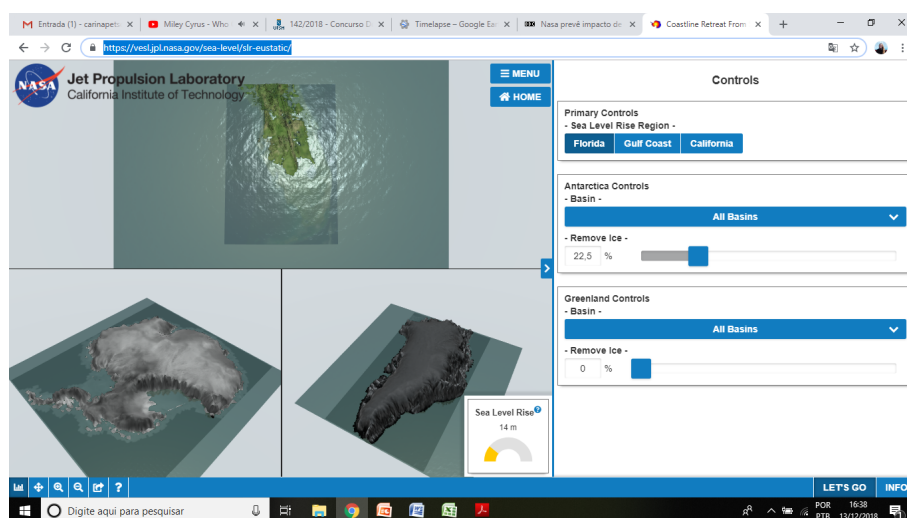 Entrada (1) - carinapets
Miley Cyrus - Who
142/2018 - Concurso D
Timelapse – Google Ea
Nasa prevê impacto de
Coastline Retreat From
https://vesl.jpl.nasa.gov/sea-level/slr-eustatic/
NASA
Jet Propulsion Laboratory
California Institute of Technology
MENU
HOME
Controls
Primary Controls
- Sea Level Rise Region -
Florida Gulf Coast California
Antarctica Controls
- Basin -
All Basins
- Remove Ice -
22,5 %
Greenland Controls
- Basin -
All Basins
- Remove Ice -
0 %
Sea Level Rise
14 m
LET'S GO INFO
Digite aqui para pesquisar
POR 16:38
PTB 13/12/2018